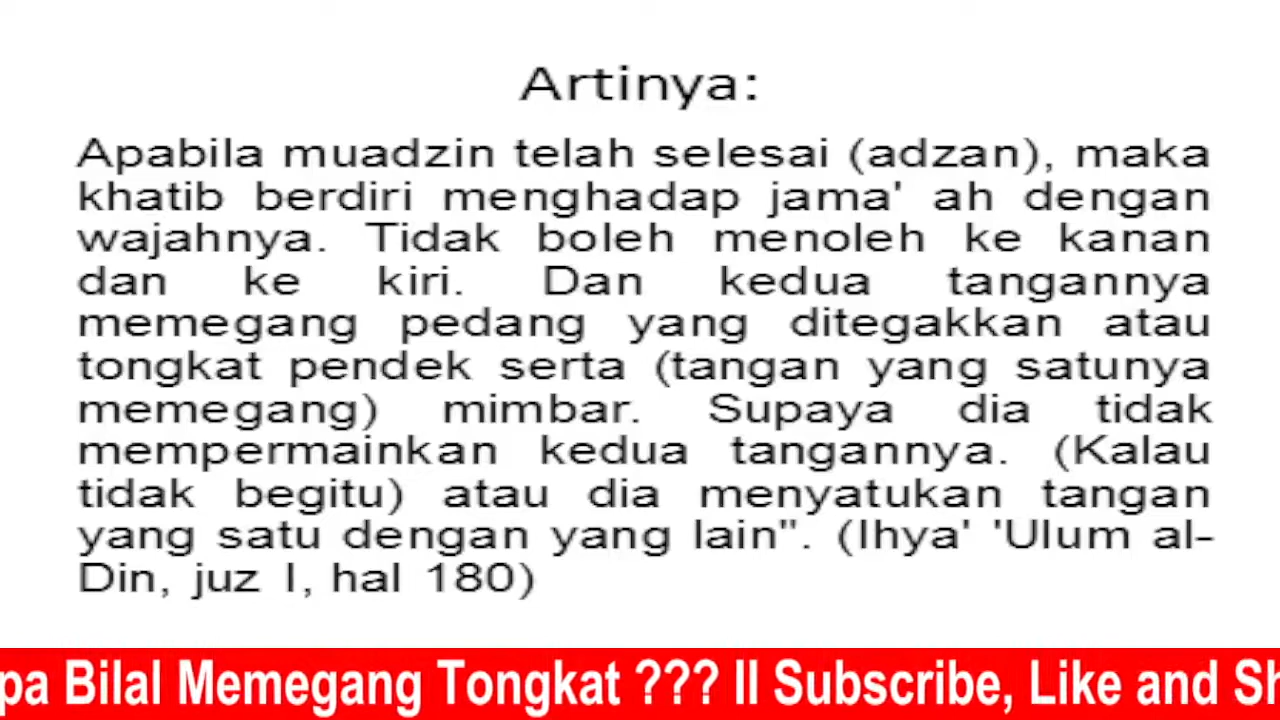 Artinya:
Apabila muadzin telah selesai (adzan), maka
khatib berdiri menghadap jama' ah dengan
wajahnya. Tidak boleh menoleh ke kanan
dan ke kiri. Dan kedua tangannya
memegang pedang yang ditegakkan atau
tongkat pendek serta (tangan yang satunya
memegang) mimbar. Supaya dia tidak
mempermainkan kedua tangannya. (Kalau
tidak begitu) atau dia menyatukan tangan
yang satu dengan yang lain". (Ihya' 'Ulum al-
Din, juz I, hal 180)
pa Bilal Memegang Tongkat ??? II Subscribe, Like and Sh